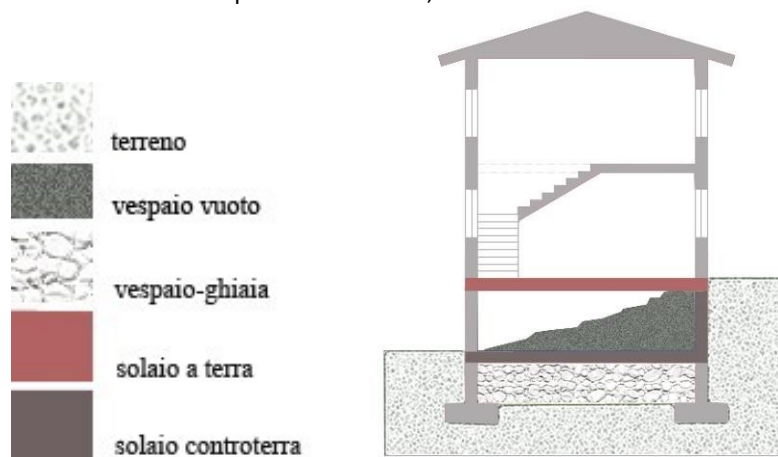 terreno
vespaio vuoto
vespaio-ghiaia
solaio a terra
solaio controterra